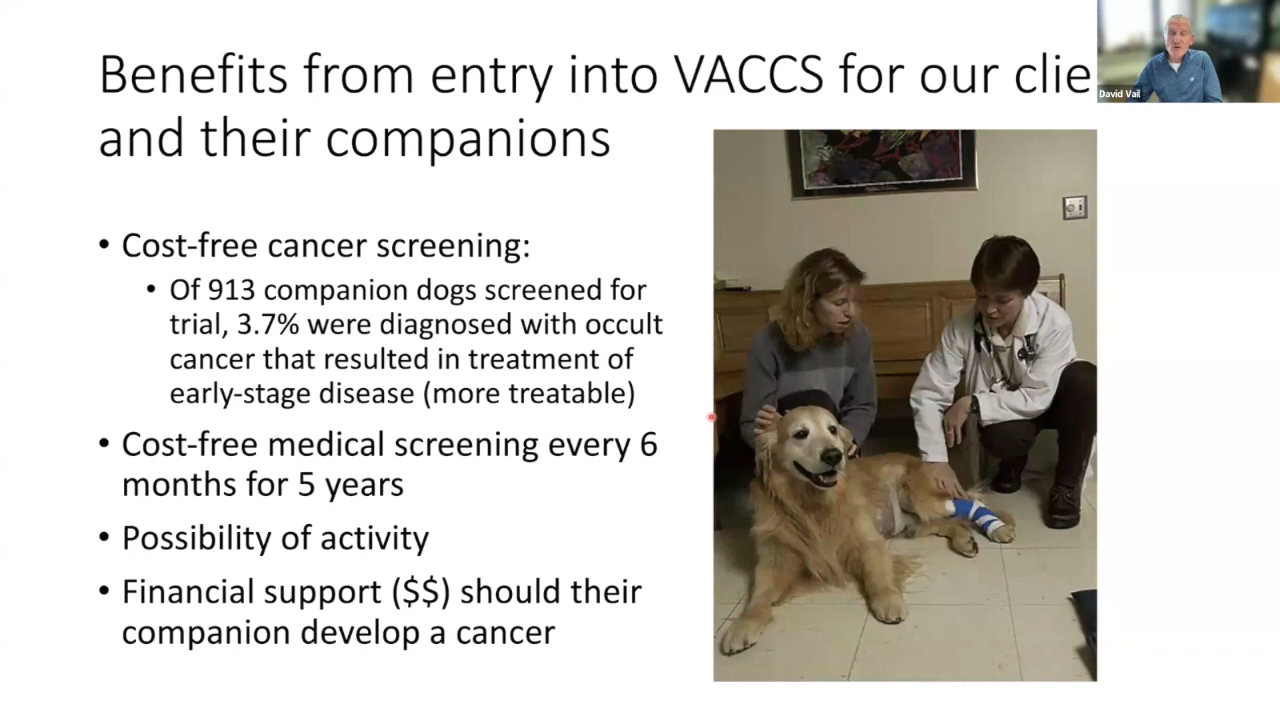 Benefits from entry into VACCS for our clie
David Vail
and their companions
• Cost-free cancer screening:
• Of 913 companion dogs screened for
trial, 3.7% were diagnosed with occult
cancer that resulted in treatment of
early-stage disease (more treatable)
• Cost-free medical screening every 6
months for 5 years
• Possibility of activity
• Financial support ($$) should their
companion develop a cancer